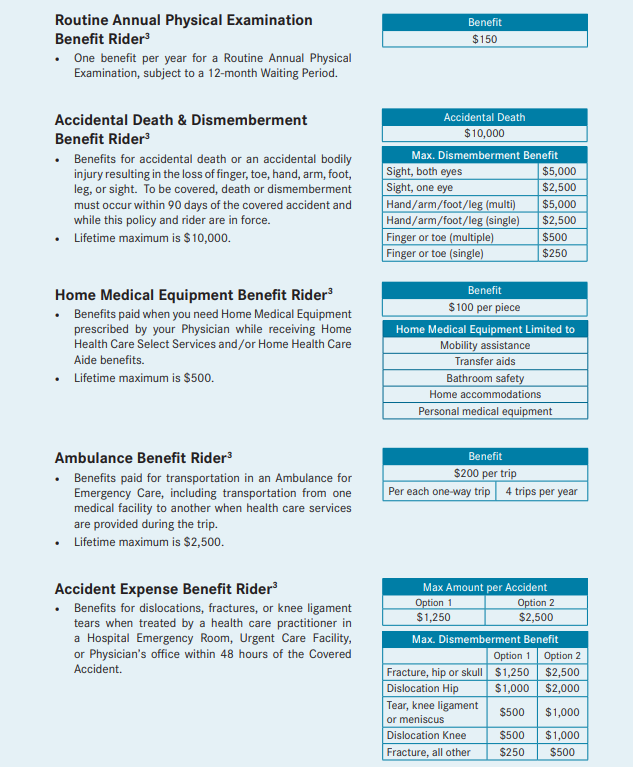 Routine Annual Physical Examination
Benefit Rider³
• One benefit per year for a Routine Annual Physical
Examination, subject to a 12-month Waiting Period.
Benefit
$150
Accidental Death & Dismemberment
Benefit Rider³
• Benefits for accidental death or an accidental bodily
injury resulting in the loss of finger, toe, hand, arm, foot,
leg, or sight. To be covered, death or dismemberment
must occur within 90 days of the covered accident and
while this policy and rider are in force.
• Lifetime maximum is $10,000.
Accidental Death
$10,000
Max. Dismemberment Benefit
Sight, both eyes $5,000
Sight, one eye $2,500
Hand/arm/foot/leg (multi) $5,000
Hand/arm/foot/leg (single) $2,500
Finger or toe (multiple) $500
Finger or toe (single) $250
Home Medical Equipment Benefit Rider³
• Benefits paid when you need Home Medical Equipment
prescribed by your Physician while receiving Home
Health Care Select Services and/or Home Health Care
Aide benefits.
• Lifetime maximum is $500.
Benefit
$100 per piece
Home Medical Equipment Limited to
Mobility assistance
Transfer aids
Bathroom safety
Home accommodations
Personal medical equipment
Ambulance Benefit Rider³
• Benefits paid for transportation in an Ambulance for
Emergency Care, including transportation from one
medical facility to another when health care services
are provided during the trip.
• Lifetime maximum is $2,500.
Benefit
$200 per trip
Per each one-way trip 4 trips per year
Accident Expense Benefit Rider³
• Benefits for dislocations, fractures, or knee ligament
tears when treated by a health care practitioner in
a Hospital Emergency Room, Urgent Care Facility,
or Physician's office within 48 hours of the Covered
Accident.
Max Amount per Accident
Option 1 Option 2
$1,250 $2,500
Max. Dismemberment Benefit
Option 1 Option 2
Fracture, hip or skull $1,250 $2,500
Dislocation Hip $1,000 $2,000
Tear, knee ligament
or meniscus $500 $1,000
Dislocation Knee $500 $1,000
Fracture, all other $250 $500